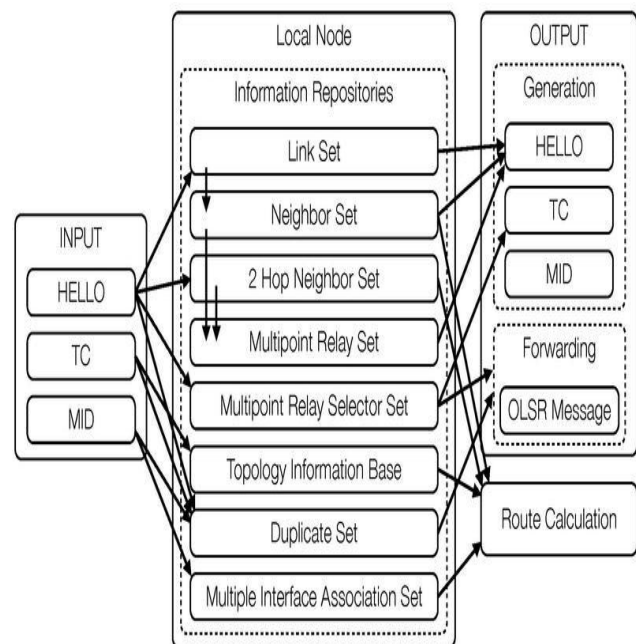 INPUT
HELLO
TC
MID
Local Node
Information Repositories
Link Set
Neighbor Set
2 Hop Neighbor Set
Multipoint Relay Set
Multipoint Relay Selector Set
Topology Information Base
Duplicate Set
Multiple Interface Association Set
OUTPUT
Generation
HELLO
TC
MID
Forwarding
OLSR Message
Route Calculation